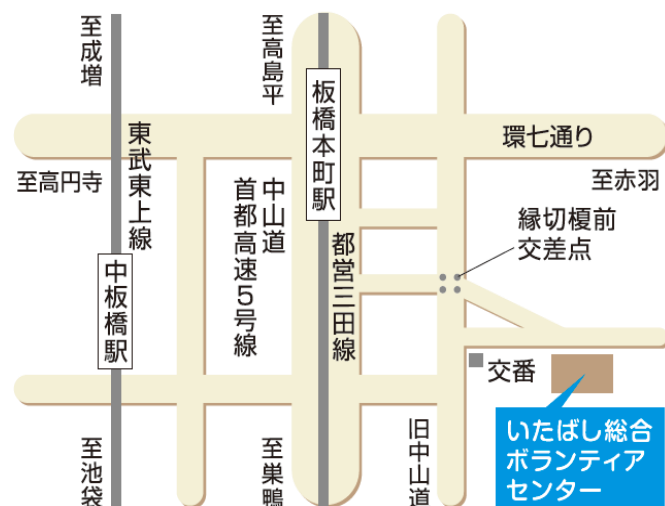 至成増
至高島平
環七通り
至高円寺
至赤羽
東武東上線
板橋本町駅
中山道
首都高速5号線
都営三田線
縁切榎前
交差点
中板橋駅
交番
いたばし総合
ボランティア
センター
至池袋
至巣鴨
旧中山道